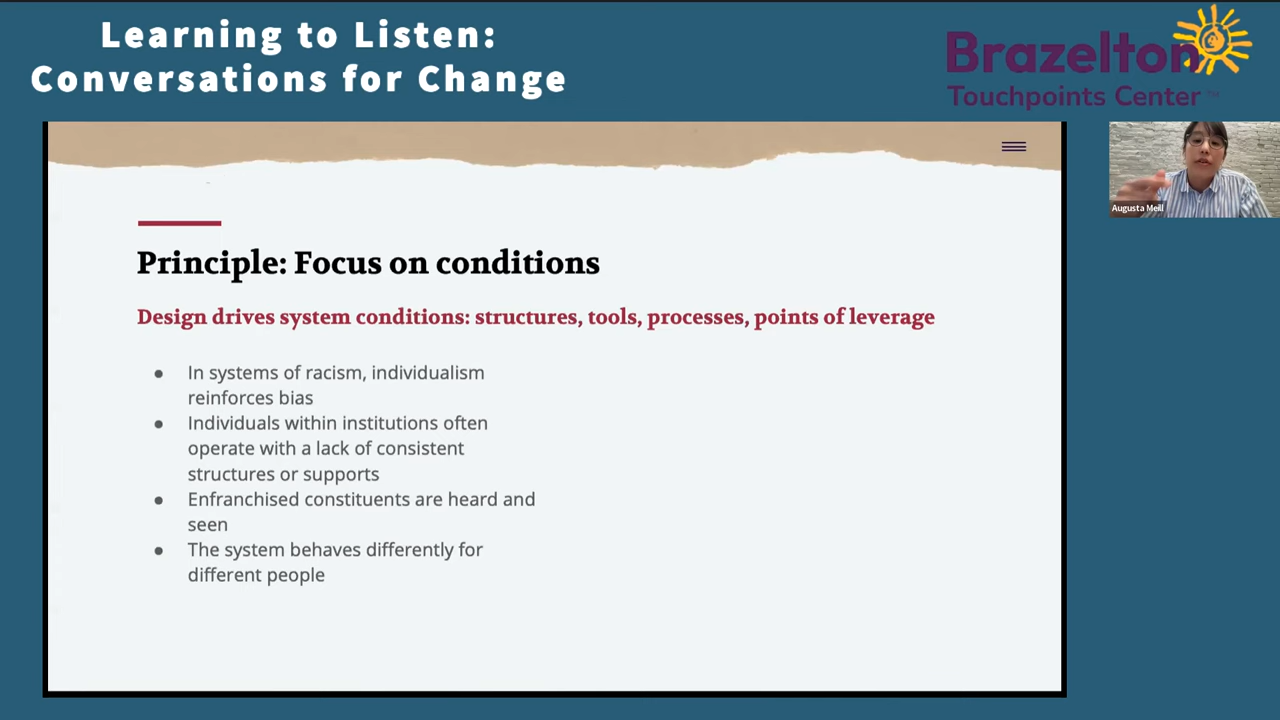 Learning to Listen:
Conversations for Change
Brazelton
Touchpoints Center™
Augusta Meill
Principle: Focus on conditions
Design drives system conditions: structures, tools, processes, points of leverage
● In systems of racism, individualism
reinforces bias
● Individuals within institutions often
operate with a lack of consistent
structures or supports
● Enfranchised constituents are heard and
seen
● The system behaves differently for
different people